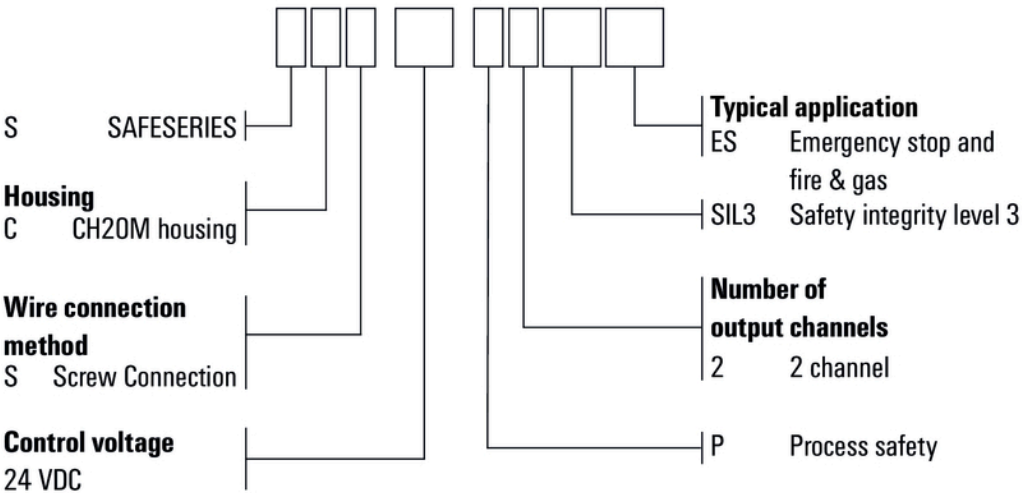 S SAFESERIES
Housing
C CH20M housing
Wire connection
method
S Screw Connection
Control voltage
24 VDC
Typical application
ES Emergency stop and
fire & gas
SIL3 Safety integrity level 3
Number of
output channels
2 2 channel
P Process safety